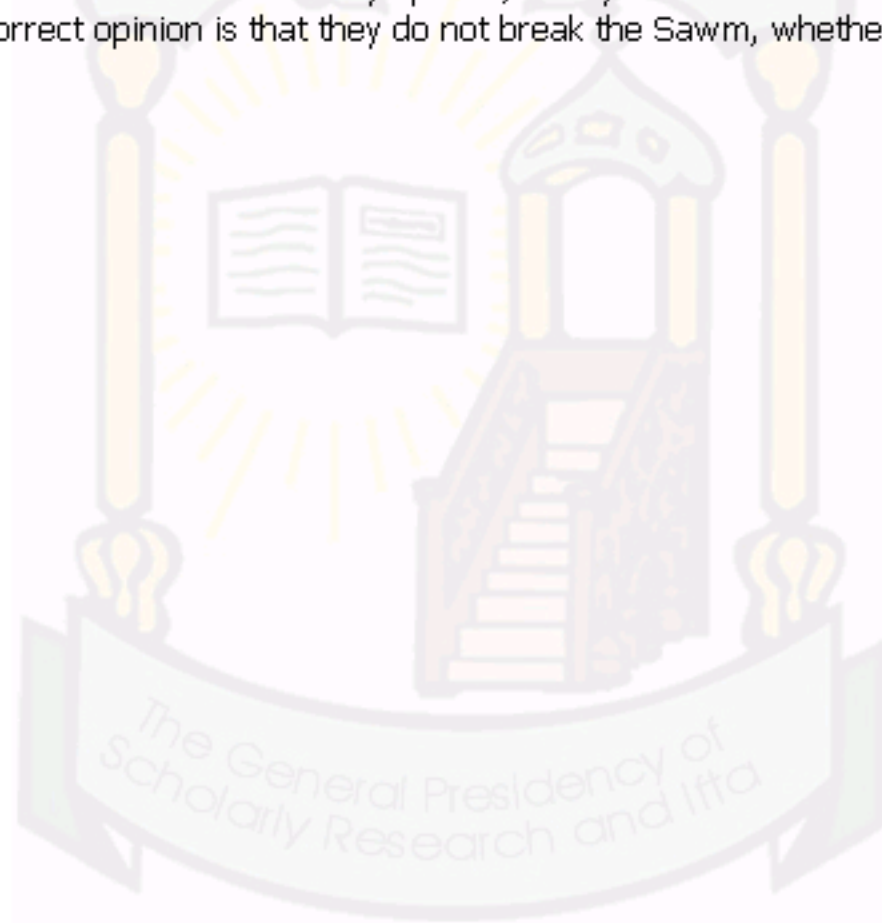 orrect opinion is that they do not break the Sawm, whethe
The General Presidency of
Scholarly Research and Ifta